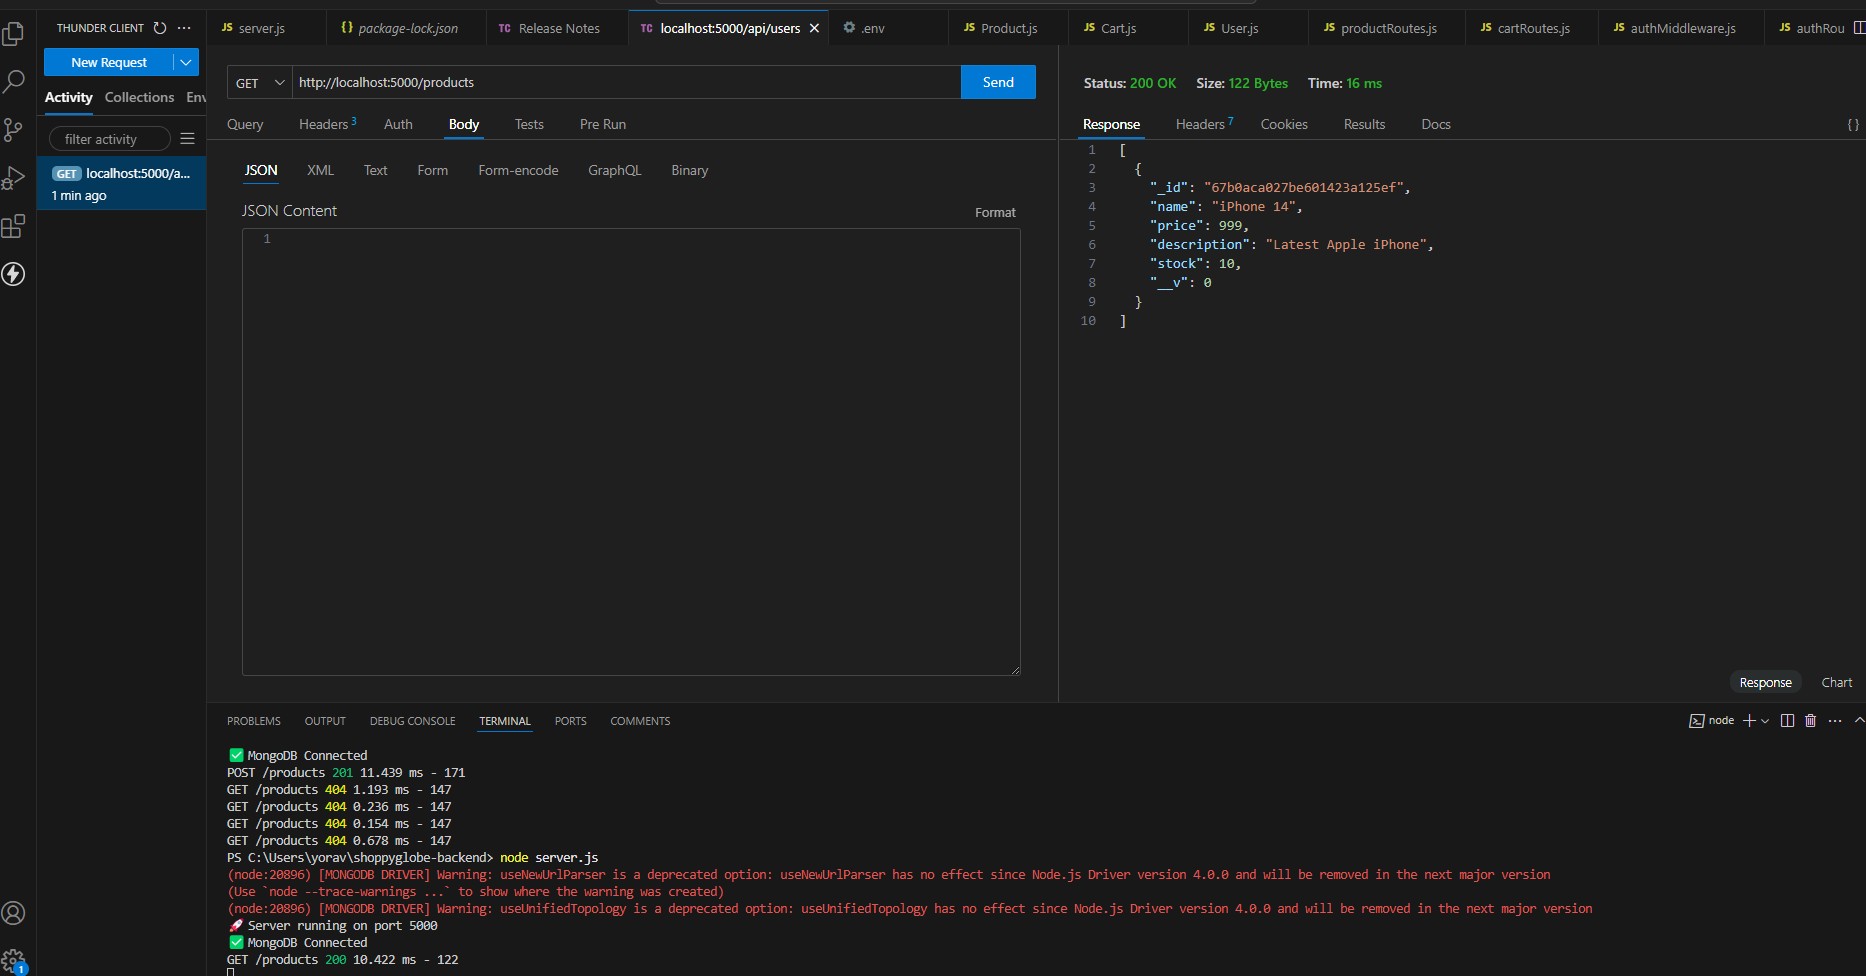 THUNDER CLIENT
server.js
package-lock.json
Release Notes
localhost:5000/api/users
.env
Product.js
Cart.js
User.js
productRoutes.js
cartRoutes.js
authMiddleware.js
authRou
New Request
Activity Collections Env
filter activity
GET localhost:5000/a...
1 min ago
GET http://localhost:5000/products Send
Query Headers 3 Auth Body Tests Pre Run
JSON XML Text Form Form-encode GraphQL Binary
JSON Content Format
1
Status: 200 OK Size: 122 Bytes Time: 16 ms
Response Headers 7 Cookies Results Docs { }
1 [
2 {
3 "_id": "67b0aca027be601423a125ef",
4 "name": "iPhone 14",
5 "price": 999,
6 "description": "Latest Apple iPhone",
7 "stock": 10,
8 "__v": 0
9 }
10 ]
Response Chart
PROBLEMS OUTPUT DEBUG CONSOLE TERMINAL PORTS COMMENTS
node
✅ MongoDB Connected
POST /products 201 11.439 ms - 171
GET /products 404 1.193 ms - 147
GET /products 404 0.236 ms - 147
GET /products 404 0.154 ms - 147
GET /products 404 0.678 ms - 147
PS C:\Users\yorav\shoppyglobe-backend> node server.js
(node:20896) [MONGODB DRIVER] Warning: useNewUrlParser is a deprecated option: useNewUrlParser has no effect since Node.js Driver version 4.0.0 and will be removed in the next major version
(Use `node --trace-warnings ...` to show where the warning was created)
(node:20896) [MONGODB DRIVER] Warning: useUnifiedTopology is a deprecated option: useUnifiedTopology has no effect since Node.js Driver version 4.0.0 and will be removed in the next major version
🚀 Server running on port 5000
✅ MongoDB Connected
GET /products 200 10.422 ms - 122
1